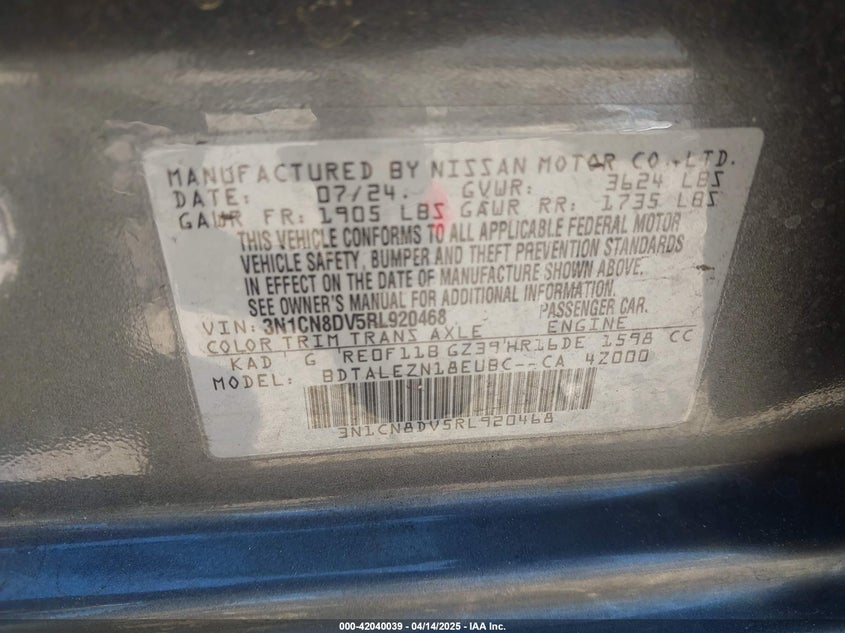 MANUFACTURED BY NISSAN MOTOR CO.,LTD.
DATE: 07/24. GVWR: 3624 LBS
GAWR FR: 1905 LBS GAWR RR: 1735 LBS
THIS VEHICLE CONFORMS TO ALL APPLICABLE FEDERAL MOTOR
VEHICLE SAFETY, BUMPER AND THEFT PREVENTION STANDARDS
IN EFFECT ON THE DATE OF MANUFACTURE SHOWN ABOVE.
SEE OWNER'S MANUAL FOR ADDITIONAL INFORMATION.
VIN: 3N1CN8DV5RL920468 PASSENGER CAR.
COLOR TRIM TRANS AXLE ENGINE
KAD G RE0F11B GZ39 HR16DE 1598 CC
MODEL: BDTALEZN18EUBC--CA 4Z000
3N1CN8DV5RL920468
000-42040039 / 04/14/2025 - IAA Inc.